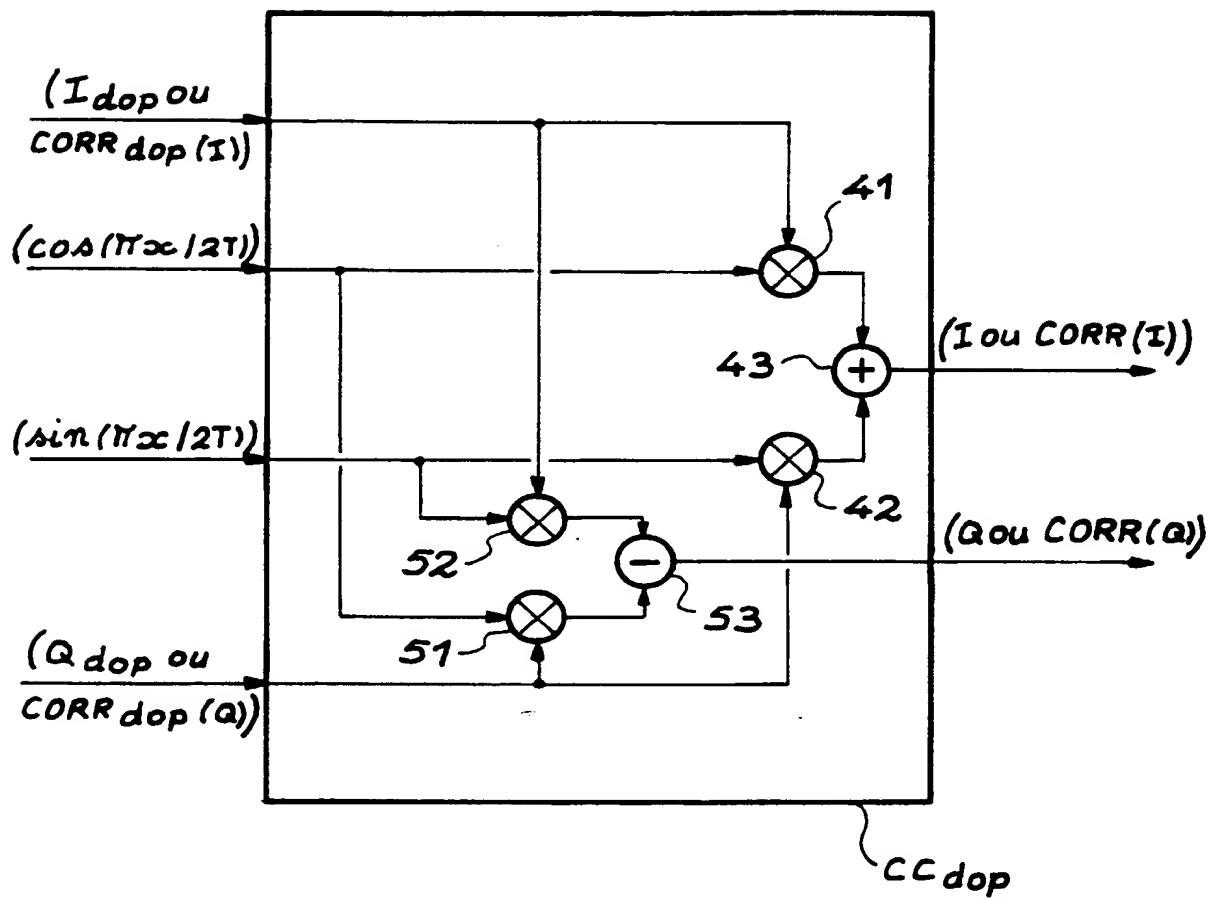 (I dop ou
CORR dop (I))
(cos(πx/2T))
(sin(πx/2T))
(Q dop ou
CORR dop (Q))
41
43
(I ou CORR(I))
42
52
(Q ou CORR(Q))
53
51
CC dop